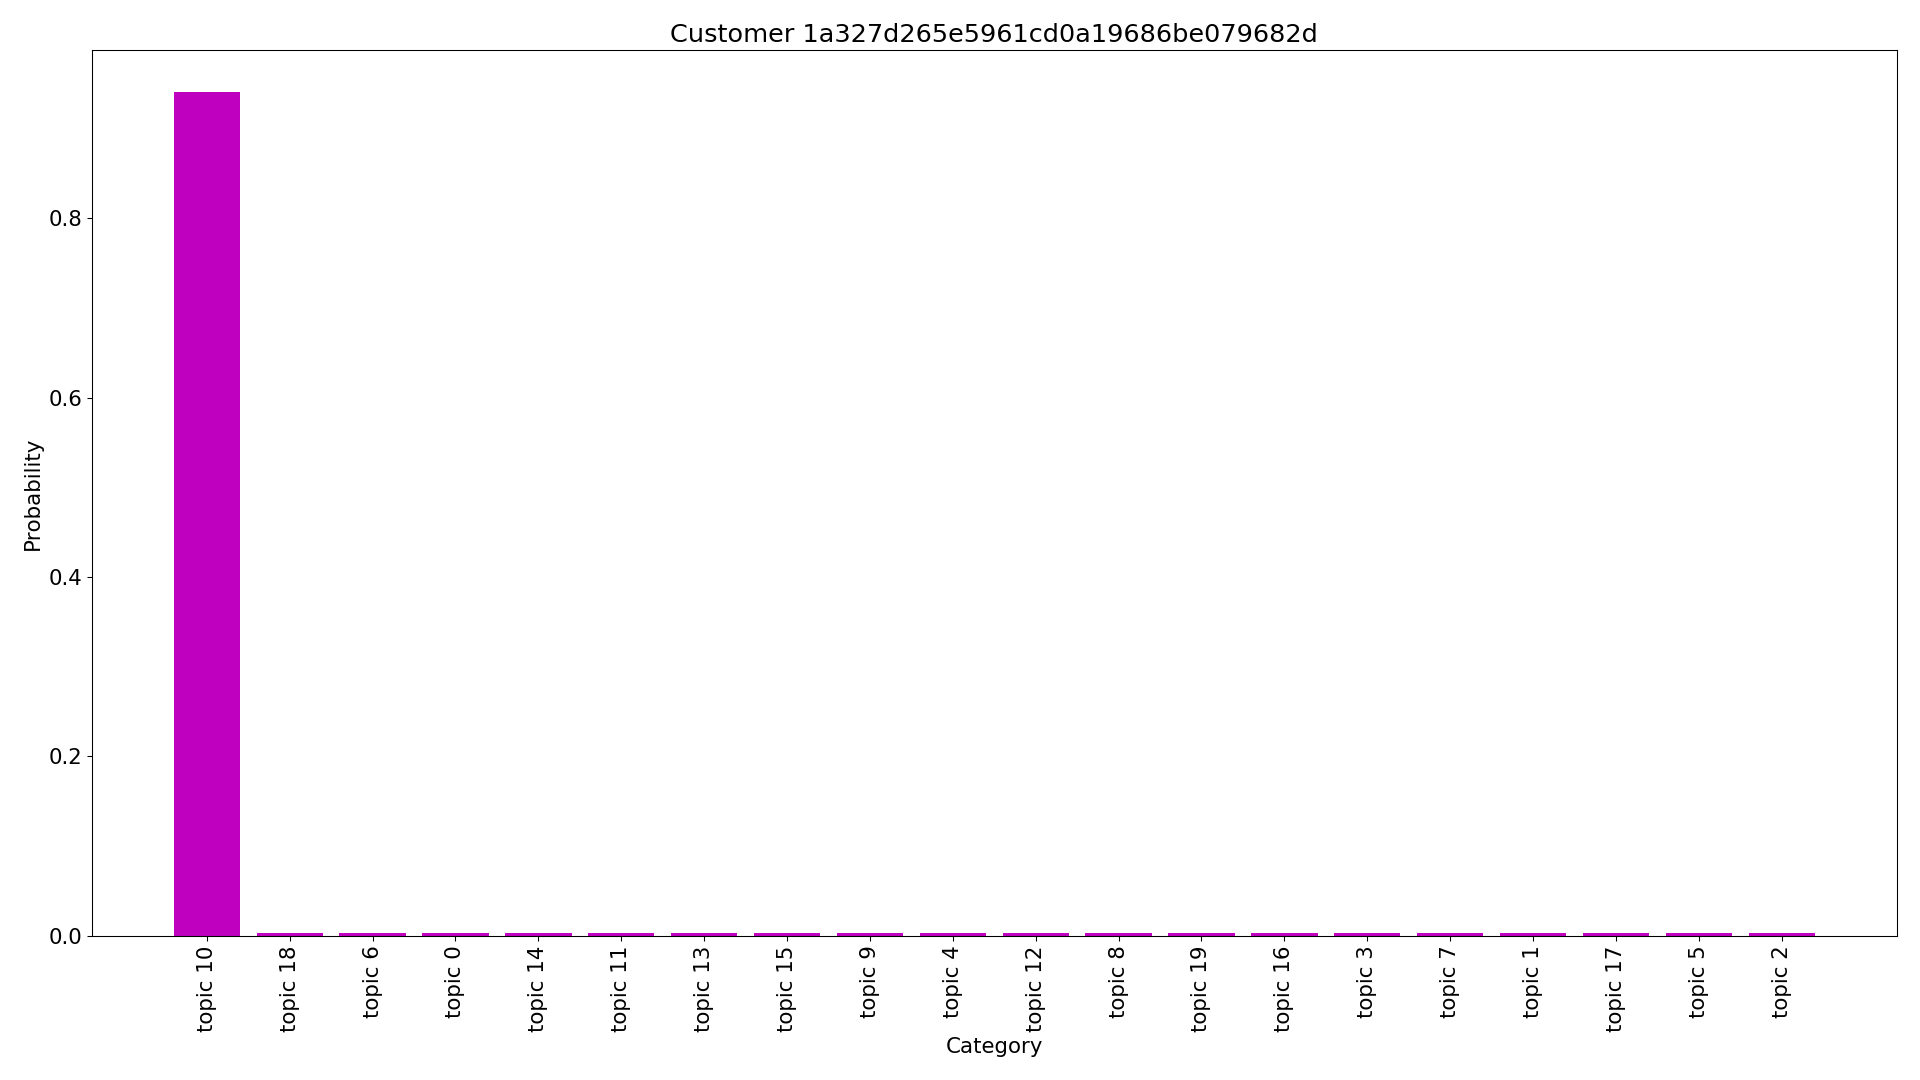 Customer 1a327d265e5961cd0a19686be079682d
Probability
0.8
0.6
0.4
0.2
0.0
topic 10
topic 18
topic 6
topic 0
topic 14
topic 11
topic 13
topic 15
topic 9
topic 4
topic 12
topic 8
topic 19
topic 16
topic 3
topic 7
topic 1
topic 17
topic 5
topic 2
Category